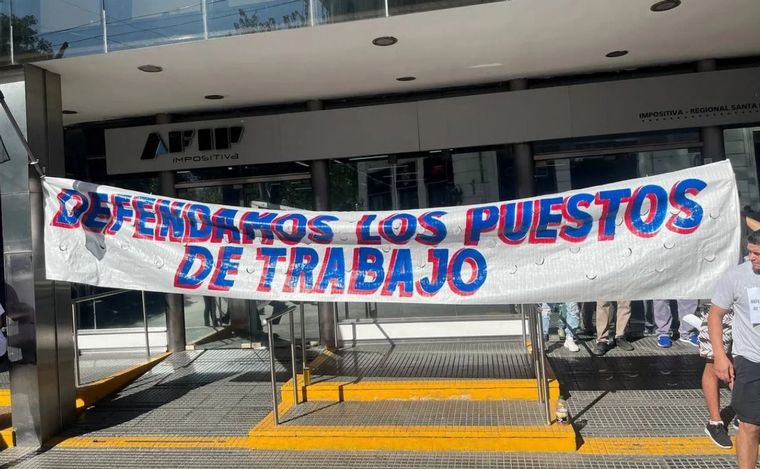 AFIP
IMPOSITIVA
IMPOSITIVA - REGIONAL SANTA
DEFENDAMOS LOS PUESTOS
DE TRABAJO